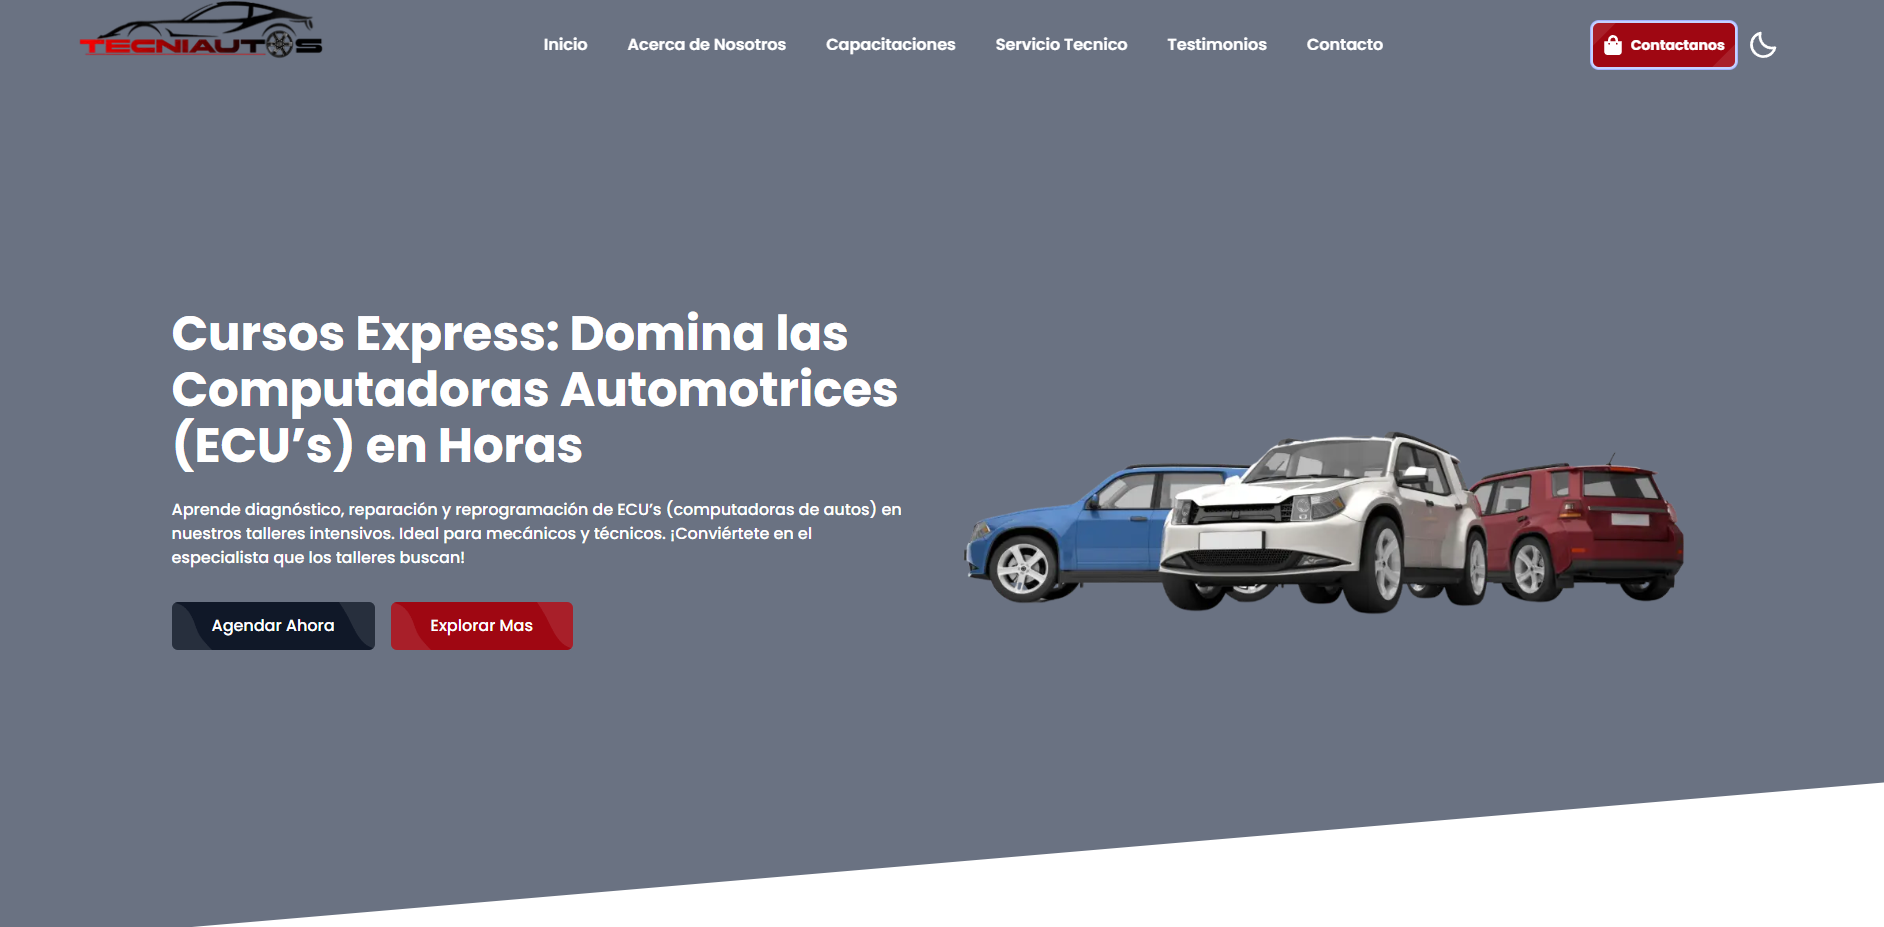 TECNIAUTOS
Inicio
Acerca de Nosotros
Capacitaciones
Servicio Tecnico
Testimonios
Contacto
Contactanos
Cursos Express: Domina las
Computadoras Automotrices
(ECU’s) en Horas
Aprende diagnóstico, reparación y reprogramación de ECU’s (computadoras de autos) en
nuestros talleres intensivos. Ideal para mecánicos y técnicos. ¡Conviértete en el
especialista que los talleres buscan!
Agendar Ahora
Explorar Mas